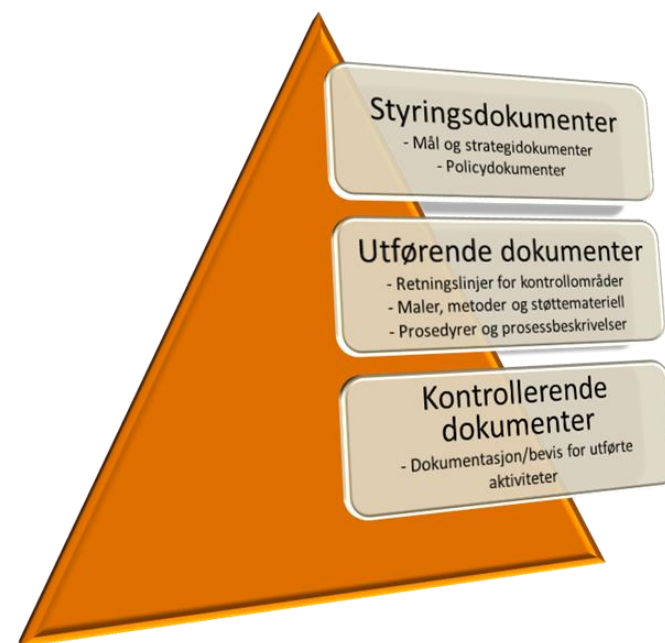 Styringsdokumenter
- Mål og strategidokumenter
- Policydokumenter
Utførende dokumenter
- Retningslinjer for kontrollområder
- Maler, metoder og støttemateriell
- Prosedyrer og prosessbeskrivelser
Kontrollerende
dokumenter
- Dokumentasjon/bevis for utførte
aktiviteter